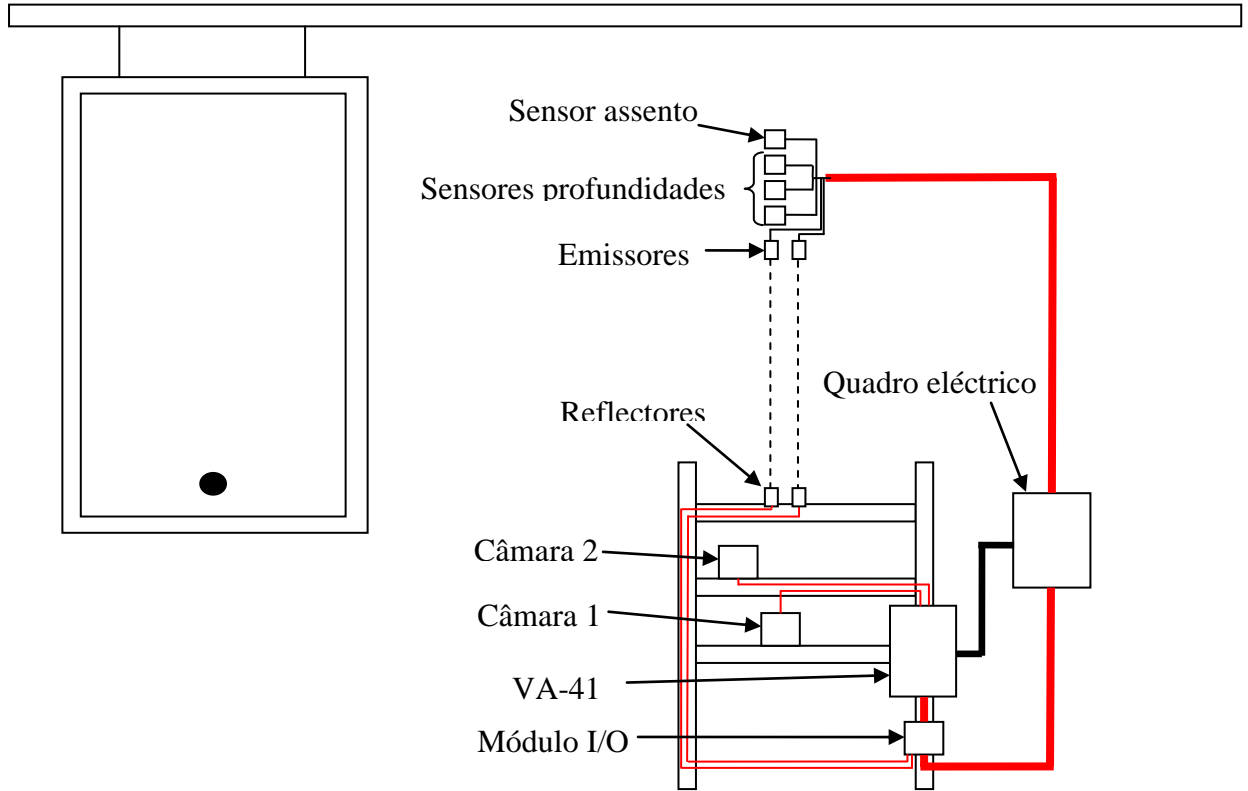 Sensor assento
Sensores profundidades
Emissores
Quadro eléctrico
Reflectores
Câmara 2
Câmara 1
VA-41
Módulo I/O